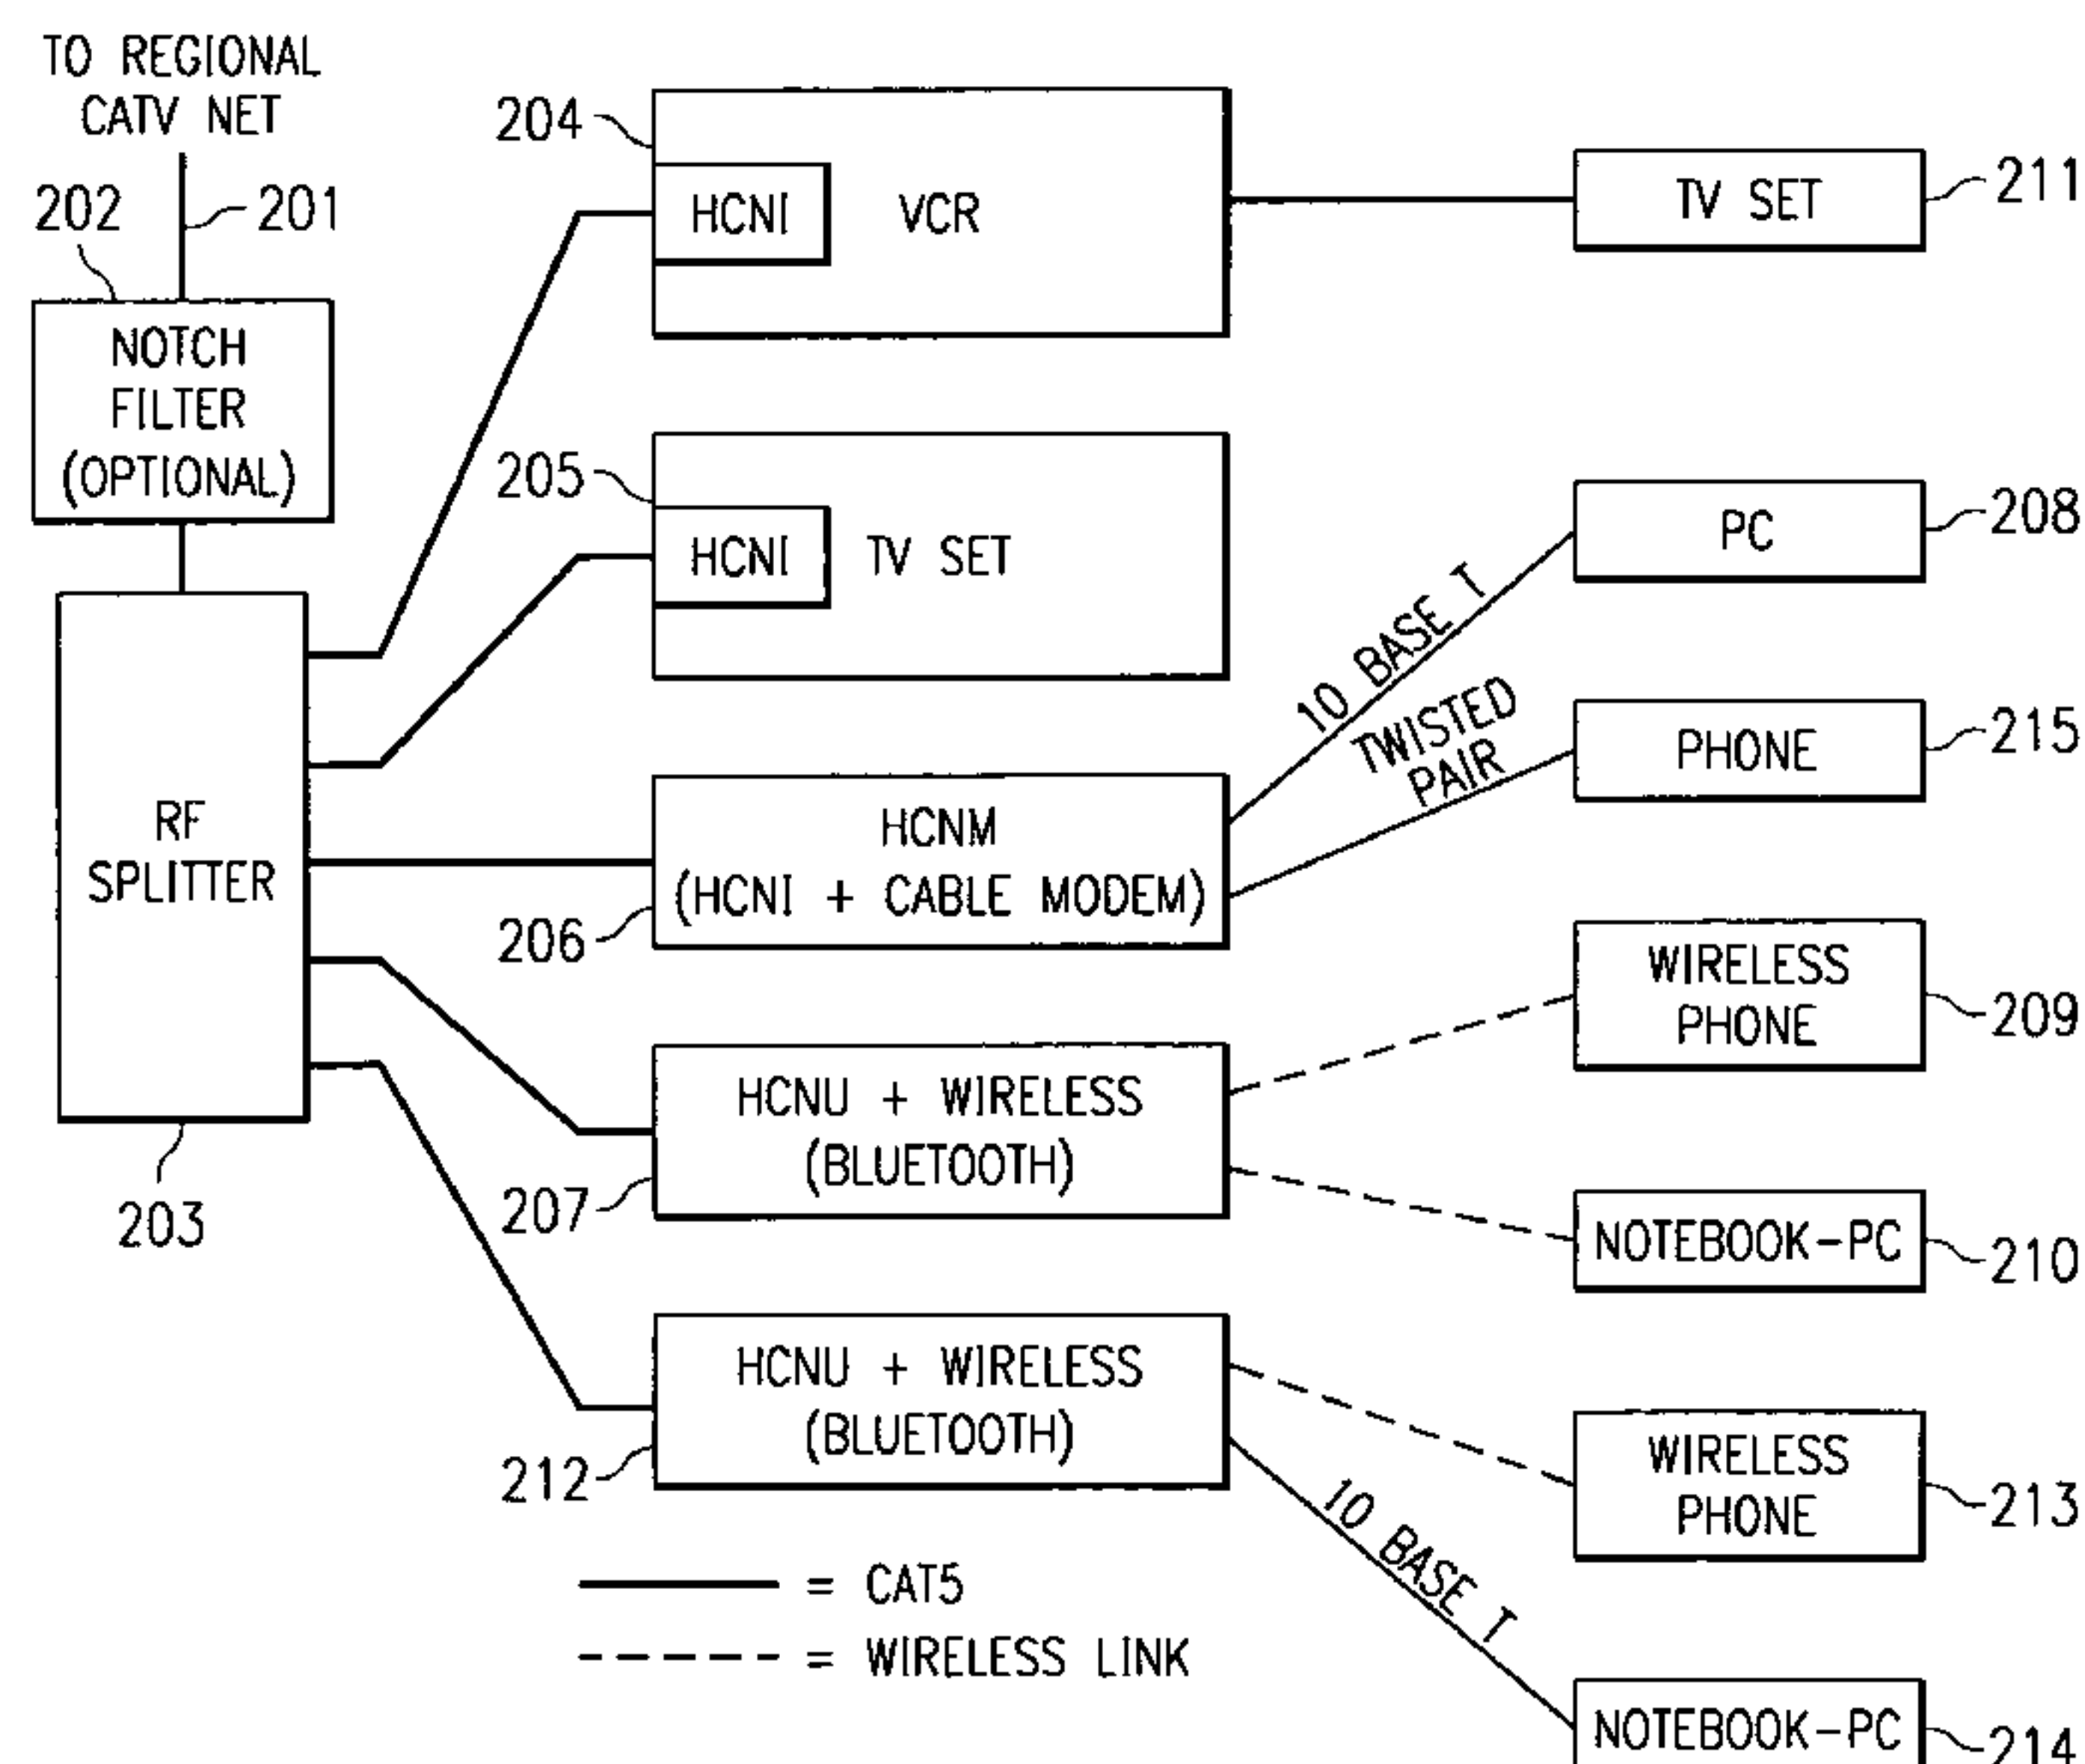 TO REGIONAL
CATV NET
202
201
NOTCH
FILTER
(OPTIONAL)
RF
SPLITTER
203
204
HCNI
VCR
TV SET
211
205
HCNI
TV SET
PC
208
10 BASE T
TWISTED
PAIR
PHONE
215
HCNM
(HCNI + CABLE MODEM)
206
WIRELESS
PHONE
209
HCNU + WIRELESS
(BLUETOOTH)
207
NOTEBOOK-PC
210
HCNU + WIRELESS
(BLUETOOTH)
212
WIRELESS
PHONE
213
10 BASE T
= CAT5
= WIRELESS LINK
NOTEBOOK-PC
214